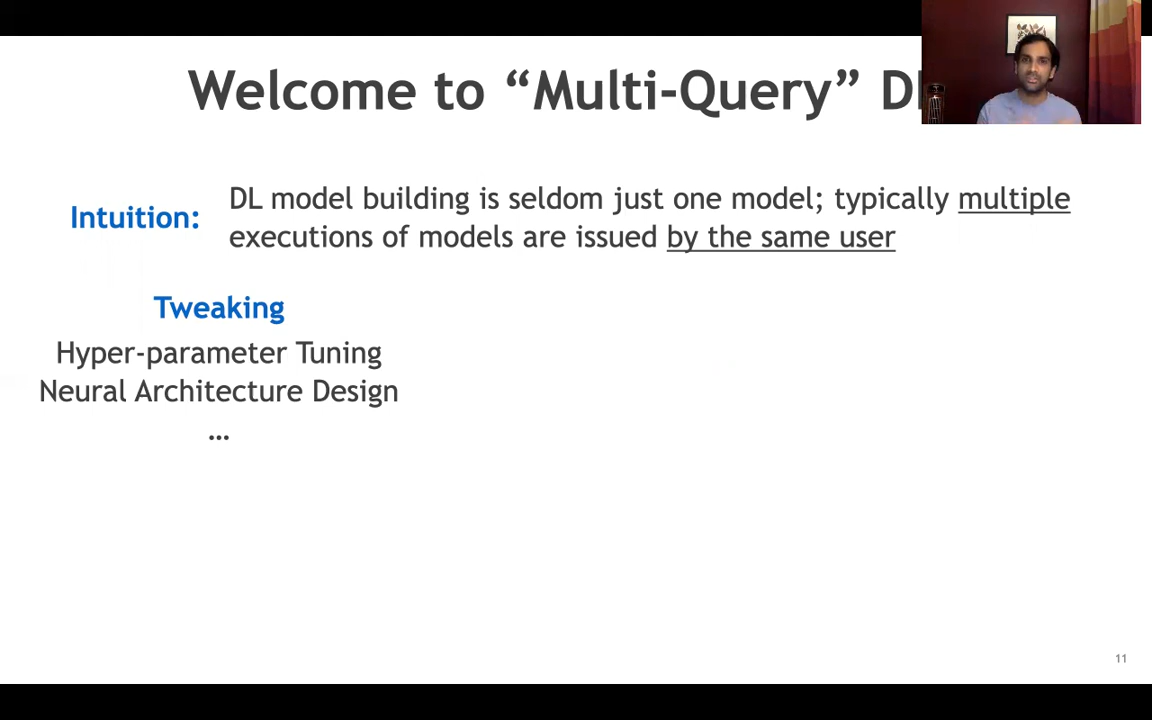 Welcome to “Multi-Query” D
Intuition:
DL model building is seldom just one model; typically multiple
executions of models are issued by the same user
Tweaking
Hyper-parameter Tuning
Neural Architecture Design
...
11